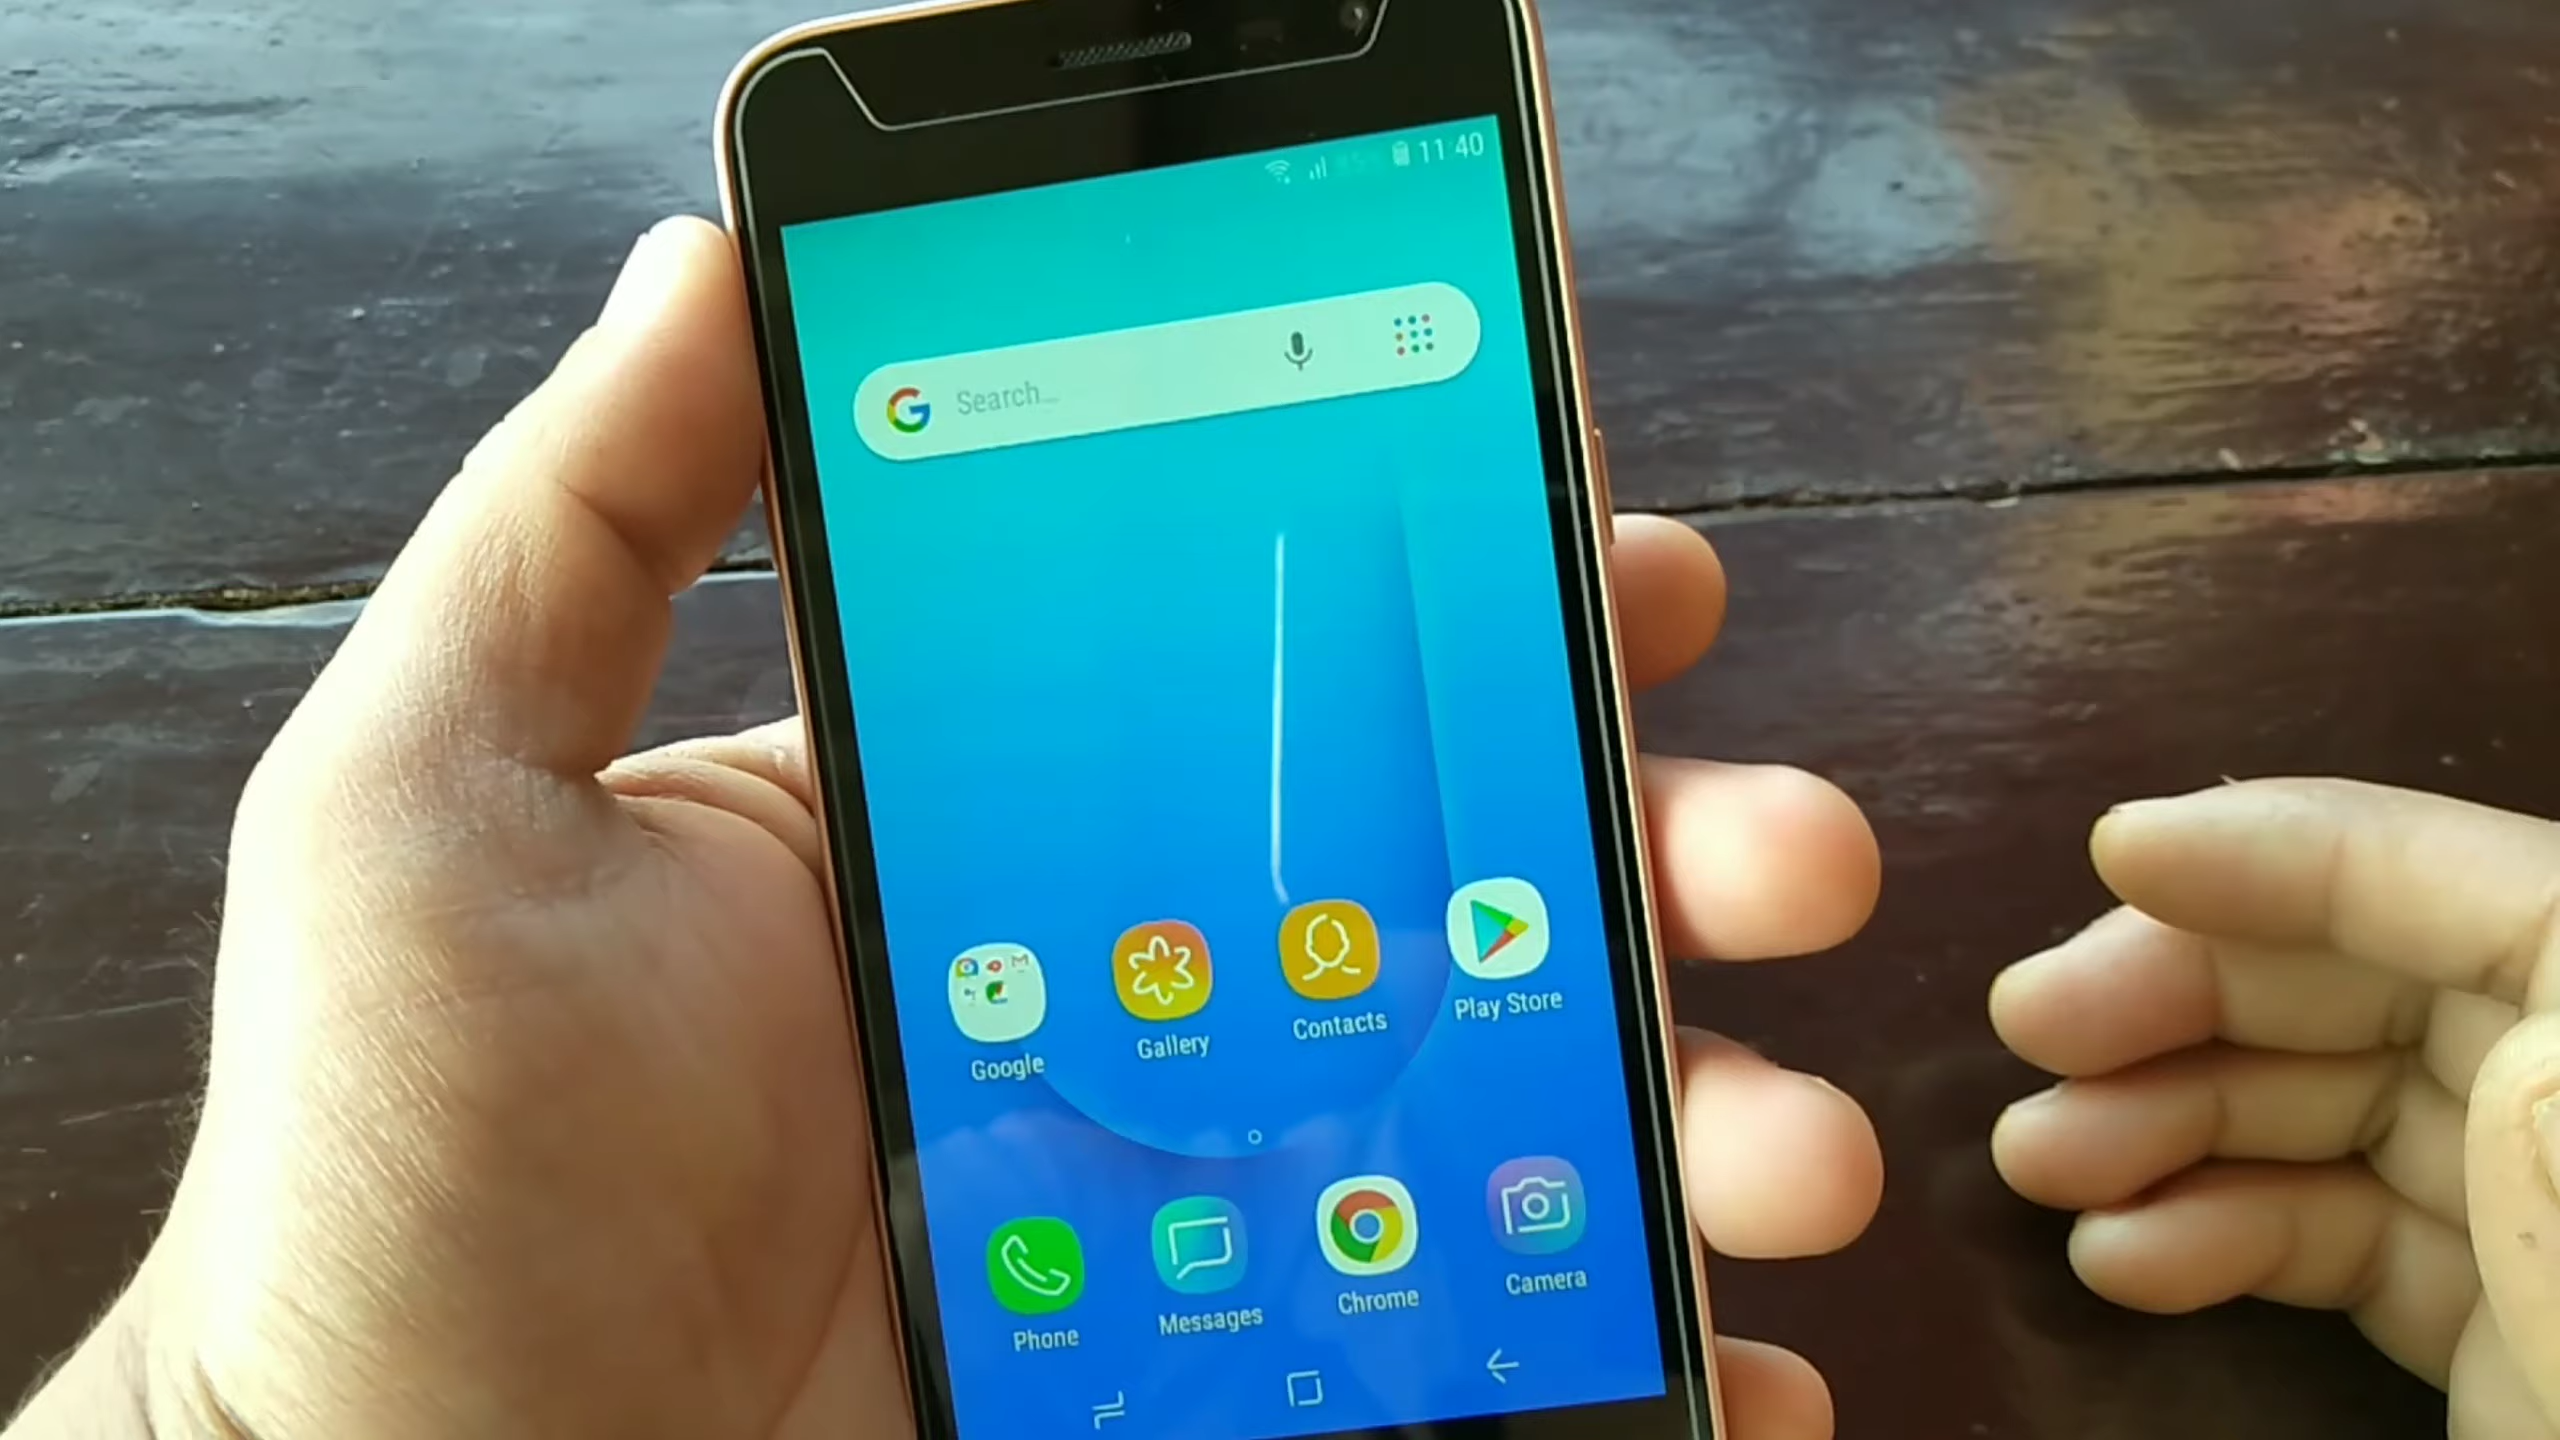 11:40
G Search...
Google
Gallery
Contacts
Play Store
Phone
Messages
Chrome
Camera